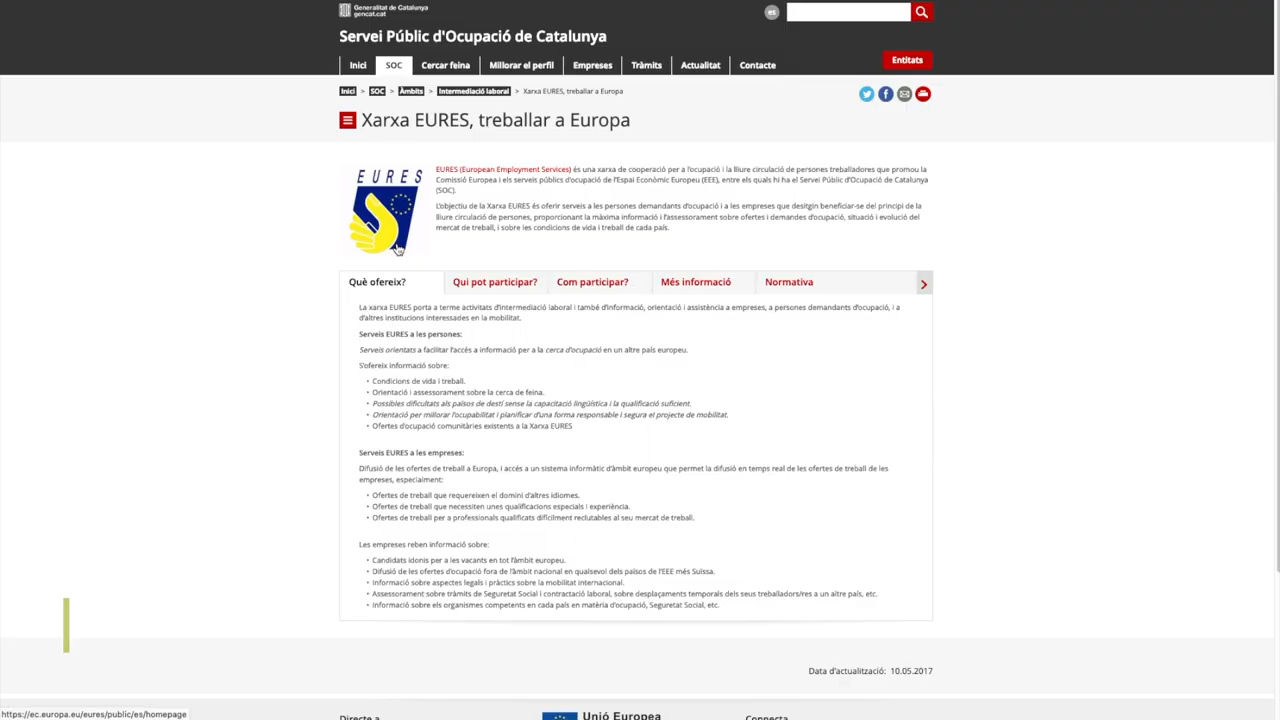 Generalitat de Catalunya
gencat.cat
es
Servei Públic d'Ocupació de Catalunya
Inici
SOC
Cercar feina
Millorar el perfil
Empreses
Tràmits
Actualitat
Contacte
Entitats
Inici > SOC > Àmbits > Intermediació laboral > Xarxa EURES, treballar a Europa
Xarxa EURES, treballar a Europa
EURES
EURES (European Employment Services) és una xarxa de cooperació per a l'ocupació i la lliure circulació de persones treballadores que promou la
Comissió Europea i els serveis públics d'ocupació de l'Espai Econòmic Europeu (EEE), entre els quals hi ha el Servei Públic d'Ocupació de Catalunya
(SOC).
L'objectiu de la Xarxa EURES és oferir serveis a les persones demandants d'ocupació i a les empreses que desitgin beneficiar-se del principi de la
lliure circulació de persones, proporcionant la màxima informació i l'assessorament sobre ofertes i demandes d'ocupació, situació i evolució del
mercat de treball, i sobre les condicions de vida i treball de cada país.
Què ofereix?
Qui pot participar?
Com participar?
Més informació
Normativa
La xarxa EURES porta a terme activitats d'intermediació laboral i també d'informació, orientació i assistència a empreses, a persones demandants d'ocupació, i a
d'altres institucions interessades en la mobilitat.
Serveis EURES a les persones:
Serveis orientats a facilitar l'accés a informació per a la cerca d'ocupació en un altre país europeu.
S'ofereix informació sobre:
• Condicions de vida i treball.
• Orientació i assessorament sobre la cerca de feina.
• Possibles dificultats als països de destí sense la capacitació lingüística i la qualificació suficient.
• Orientació per millorar l'ocupabilitat i planificar d'una forma responsable i segura el projecte de mobilitat.
• Ofertes d'ocupació comunitàries existents a la Xarxa EURES
Serveis EURES a les empreses:
Difusió de les ofertes de treball a Europa, i accés a un sistema informàtic d'àmbit europeu que permet la difusió en temps real de les ofertes de treball de les
empreses, especialment:
• Ofertes de treball que requereixen el domini d'altres idiomes.
• Ofertes de treball que necessiten unes qualificacions especials i experiència.
• Ofertes de treball per a professionals qualificats difícilment reclutables al seu mercat de treball.
Les empreses reben informació sobre:
• Candidats idonis per a les vacants en tot l'àmbit europeu.
• Difusió de les ofertes d'ocupació fora de l'àmbit nacional en qualsevol dels països de l'EEE més Suïssa.
• Informació sobre aspectes legals i pràctics sobre la mobilitat internacional.
• Assessorament sobre tràmits de Seguretat Social i contractació laboral, sobre desplaçaments temporals dels seus treballadors/res a un altre país, etc.
• Informació sobre els organismes competents en cada país en matèria d'ocupació, Seguretat Social, etc.
Data d'actualització: 10.05.2017
https://ec.europa.eu/eures/public/es/homepage
Directe a
Unió Europea
Connecta